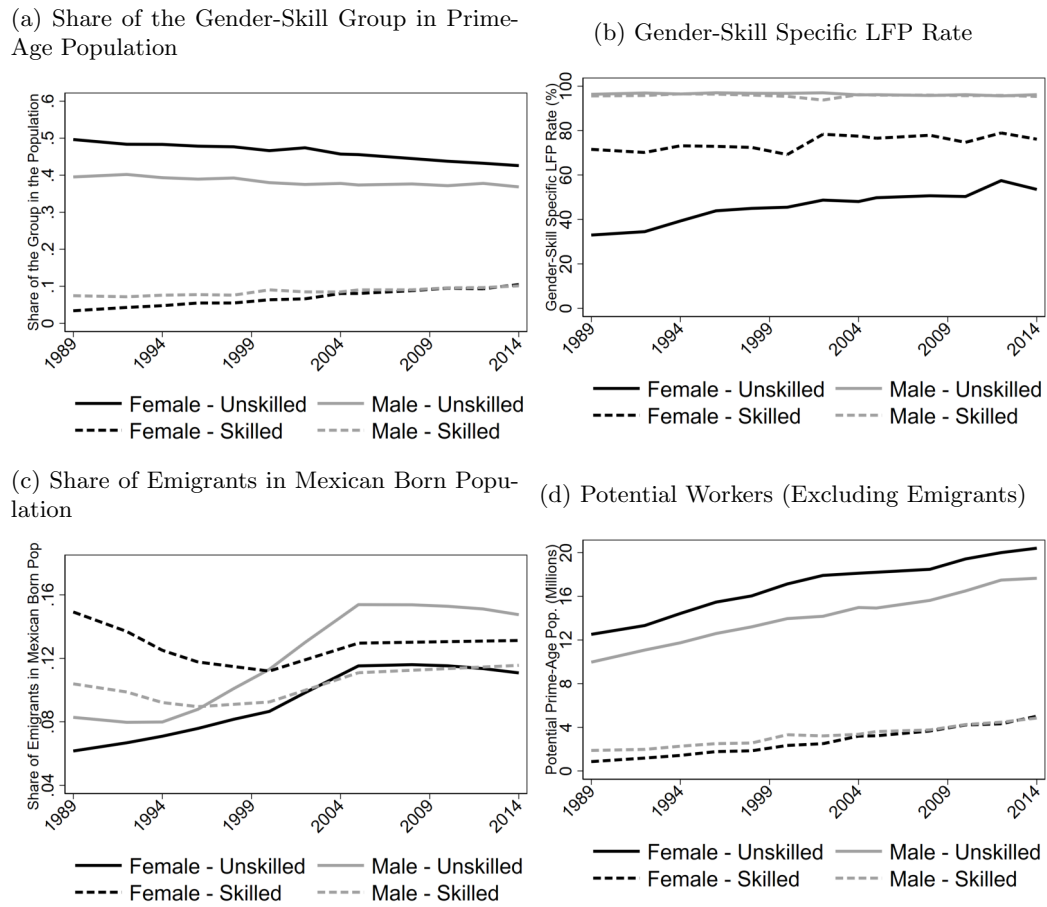 (a) Share of the Gender-Skill Group in Prime-
Age Population
Share of the Group in the Population
.6
.5
.4
.3
.2
.1
0
1989
1994
1999
2004
2009
2014
Female - Unskilled
Male - Unskilled
Female - Skilled
Male - Skilled
(b) Gender-Skill Specific LFP Rate
Gender-Skill Specific LFP Rate (%)
100
80
60
40
20
0
1989
1994
1999
2004
2009
2014
Female - Unskilled
Male - Unskilled
Female - Skilled
Male - Skilled
(c) Share of Emigrants in Mexican Born Popu-
lation
Share of Emigrants in Mexican Born Pop
.16
.12
.08
.04
1989
1994
1999
2004
2009
2014
Female - Unskilled
Male - Unskilled
Female - Skilled
Male - Skilled
(d) Potential Workers (Excluding Emigrants)
Potential Prime-Age Pop. (Millions)
20
16
12
8
4
0
1989
1994
1999
2004
2009
2014
Female - Unskilled
Male - Unskilled
Female - Skilled
Male - Skilled